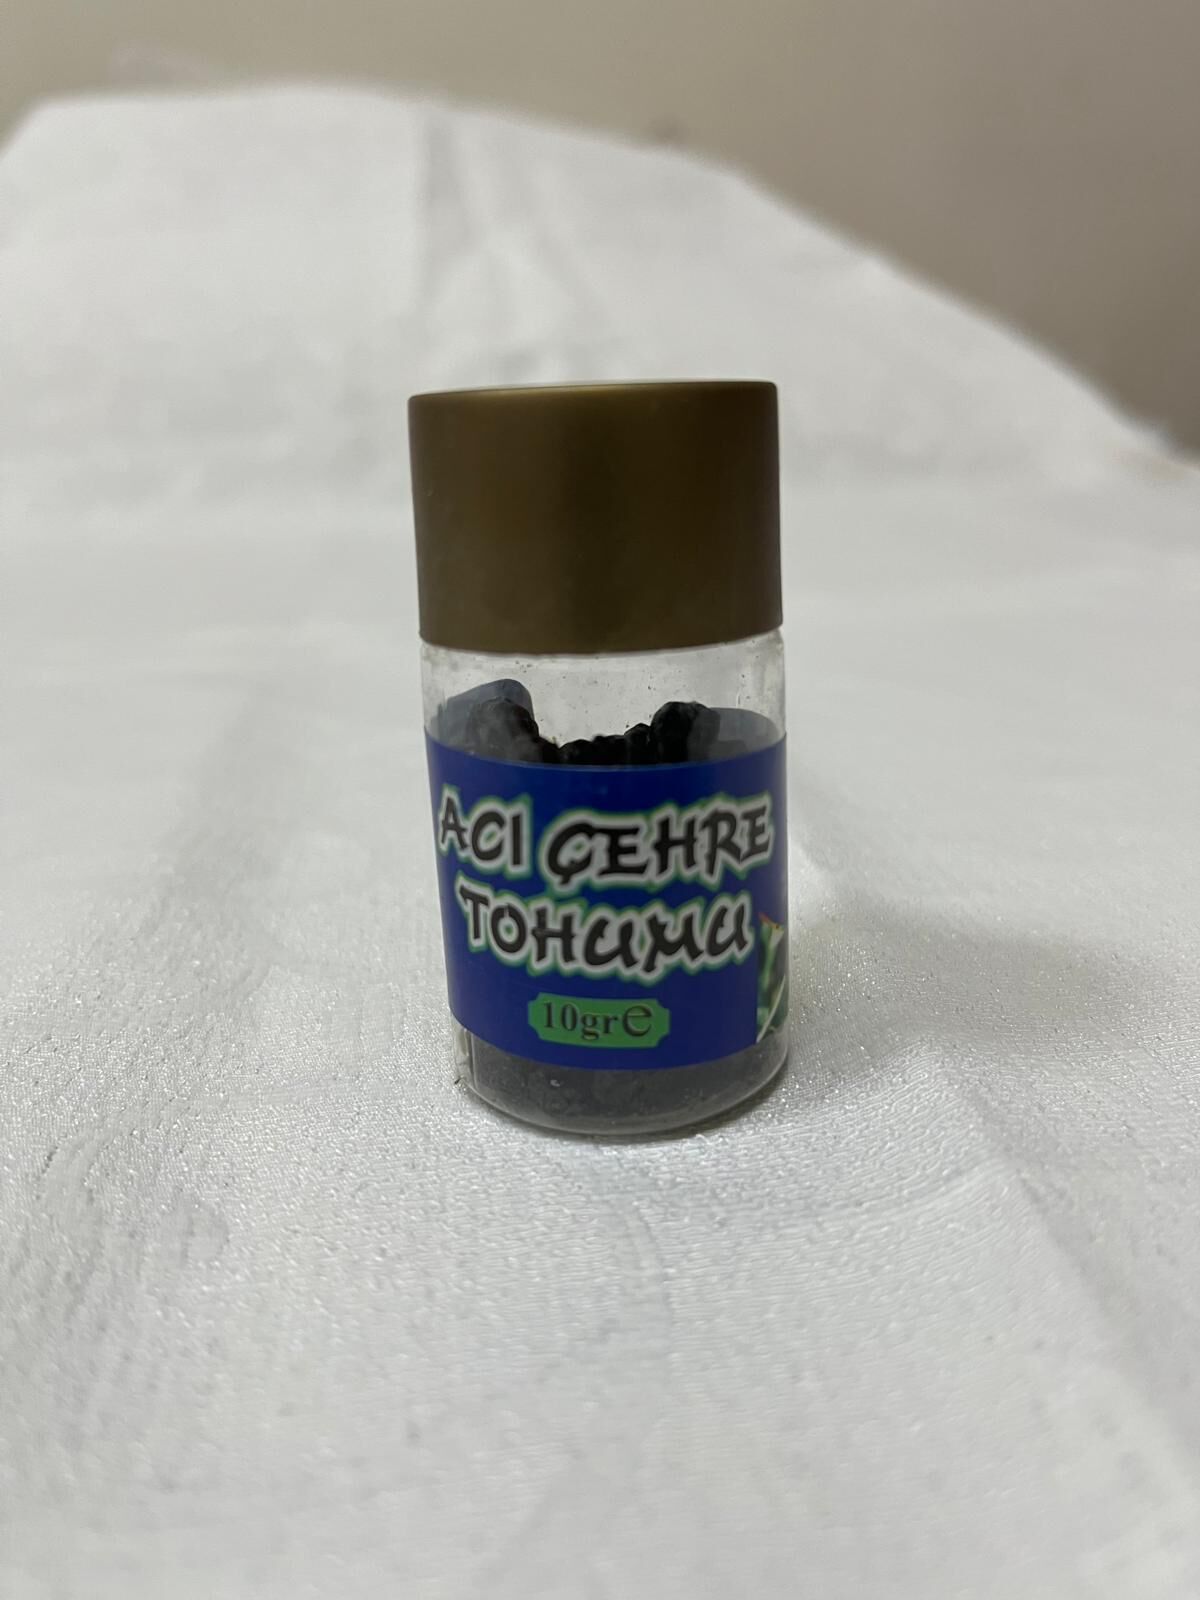 ACI ÇEHRE
TOHUMU
10gr℮